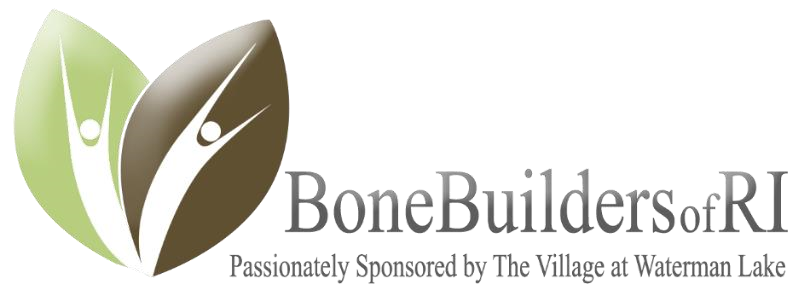 BoneBuildersofRI
Passionately Sponsored by The Village at Waterman Lake